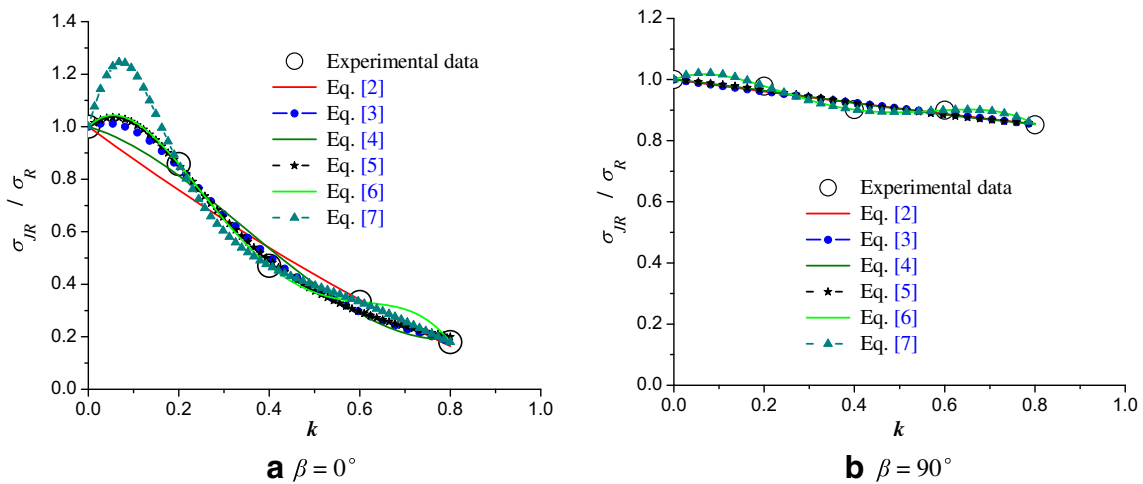 1.4
1.2
1.0
0.8
0.6
0.4
0.2
0.0
σ_JR / σ_R
Experimental data
Eq. [2]
Eq. [3]
Eq. [4]
Eq. [5]
Eq. [6]
Eq. [7]
0.0 0.2 0.4 0.6 0.8 1.0
k
a β = 0°
1.2
1.0
0.8
0.6
0.4
0.2
0.0
σ_JR / σ_R
Experimental data
Eq. [2]
Eq. [3]
Eq. [4]
Eq. [5]
Eq. [6]
Eq. [7]
0.0 0.2 0.4 0.6 0.8 1.0
k
b β = 90°